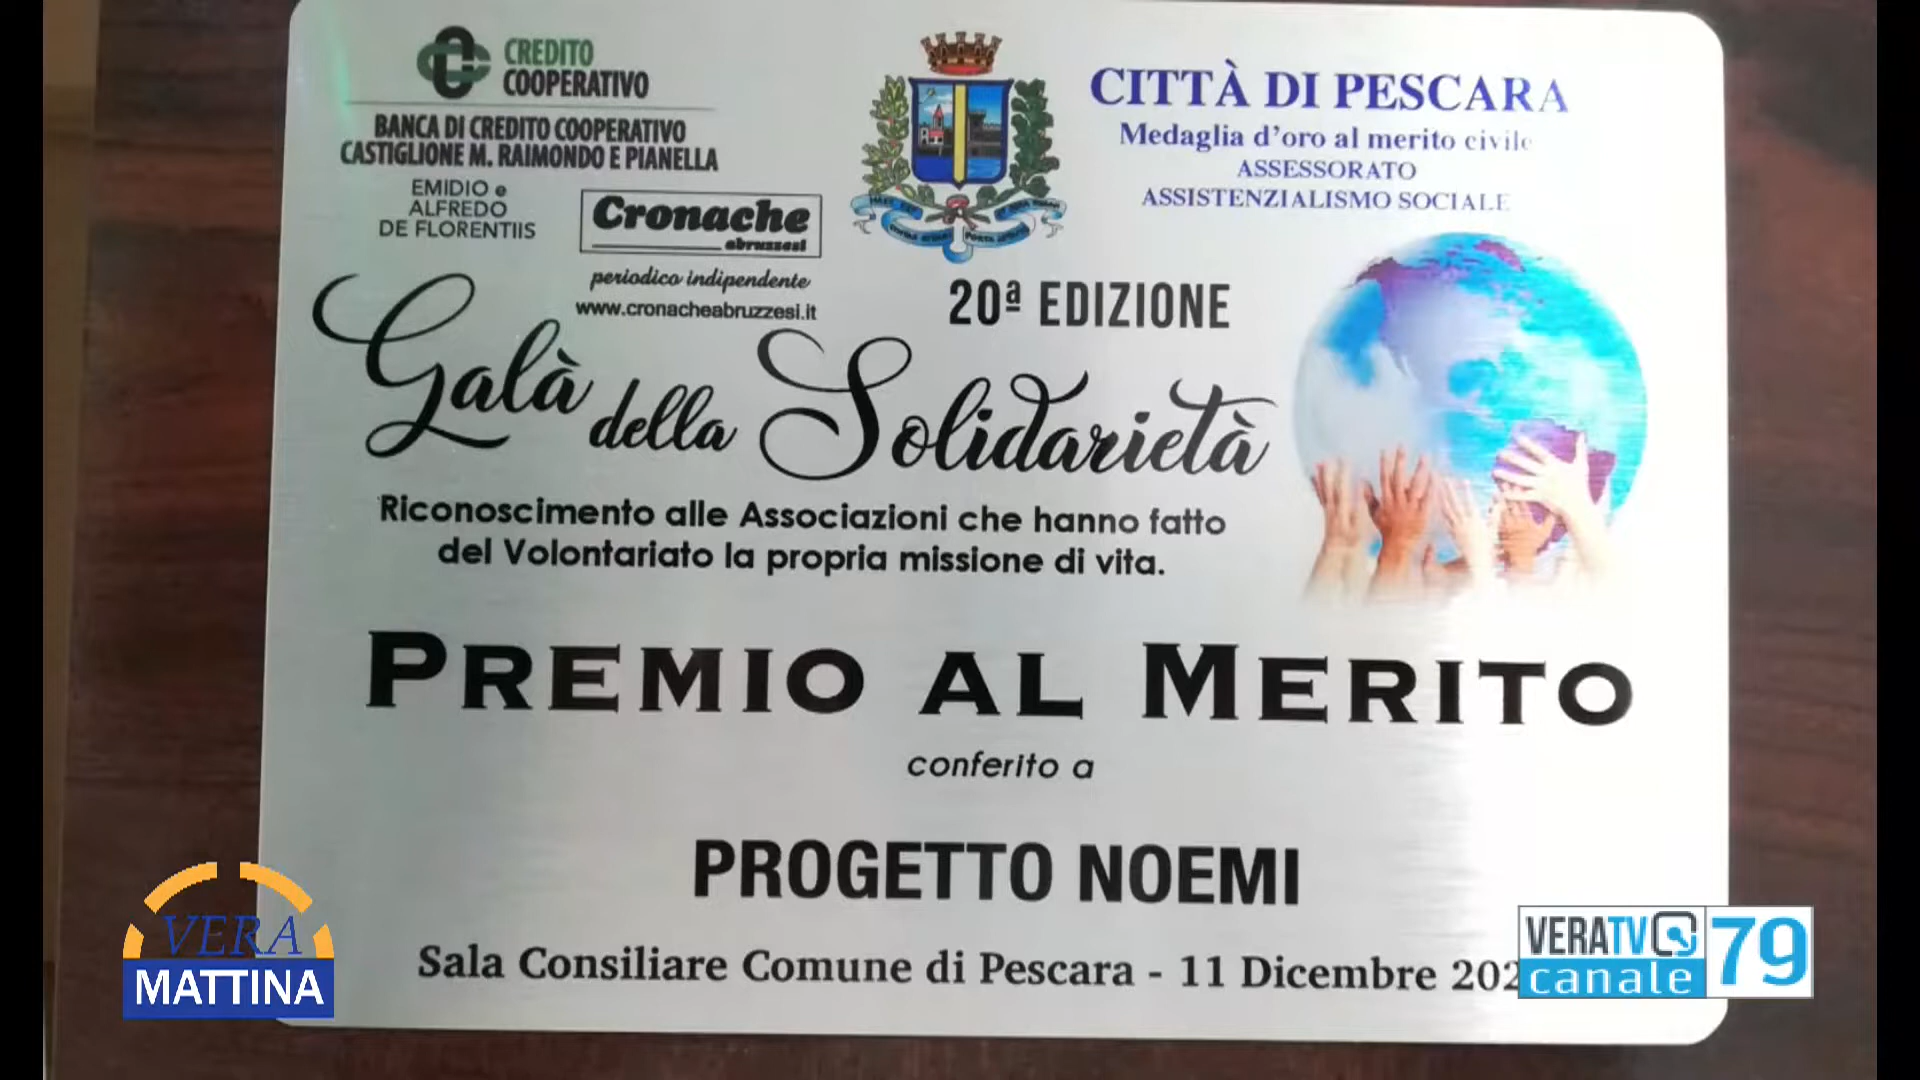 CREDITO
COOPERATIVO
BANCA DI CREDITO COOPERATIVO
CASTIGLIONE M. RAIMONDO E PIANELLA
EMIDIO e
ALFREDO
DE FLORENTIIS
Cronache
abruzzesi
periodico indipendente
www.cronacheabruzzesi.it
CITTÀ DI PESCARA
Medaglia d'oro al merito civile
ASSESSORATO
ASSISTENZIALISMO SOCIALE
20ª EDIZIONE
Galà della Solidarietà
Riconoscimento alle Associazioni che hanno fatto
del Volontariato la propria missione di vita.
PREMIO AL MERITO
conferito a
PROGETTO NOEMI
Sala Consiliare Comune di Pescara - 11 Dicembre 202
VERA
MATTINA
VERATV
canale
79